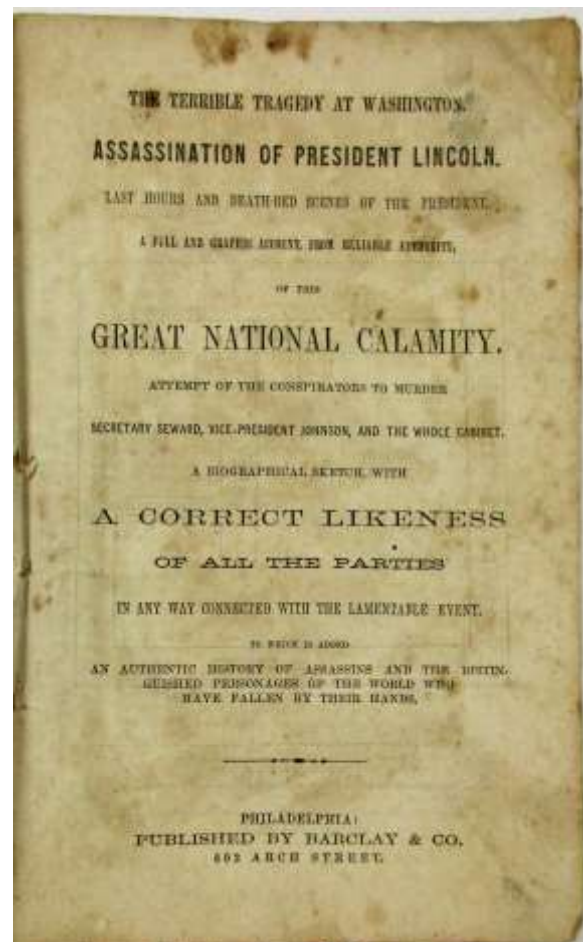 THE TERRIBLE TRAGEDY AT WASHINGTON.
ASSASSINATION OF PRESIDENT LINCOLN.
LAST HOURS AND DEATH-BED SCENES OF THE PRESIDENT.
A FULL AND GRAPHIC ACCOUNT, FROM RELIABLE AUTHORITY,
OF THIS
GREAT NATIONAL CALAMITY.
ATTEMPT OF THE CONSPIRATORS TO MURDER
SECRETARY SEWARD, VICE-PRESIDENT JOHNSON, AND THE WHOLE CABINET.
A BIOGRAPHICAL SKETCH, WITH
A CORRECT LIKENESS
OF ALL THE PARTIES
IN ANY WAY CONNECTED WITH THE LAMENTABLE EVENT.
TO WHICH IS ADDED
AN AUTHENTIC HISTORY OF ASSASSINS AND THE DISTIN-
GUISHED PERSONAGES OF THE WORLD WHO
HAVE FALLEN BY THEIR HANDS.
PHILADELPHIA:
PUBLISHED BY BARCLAY & CO.
602 ARCH STREET.